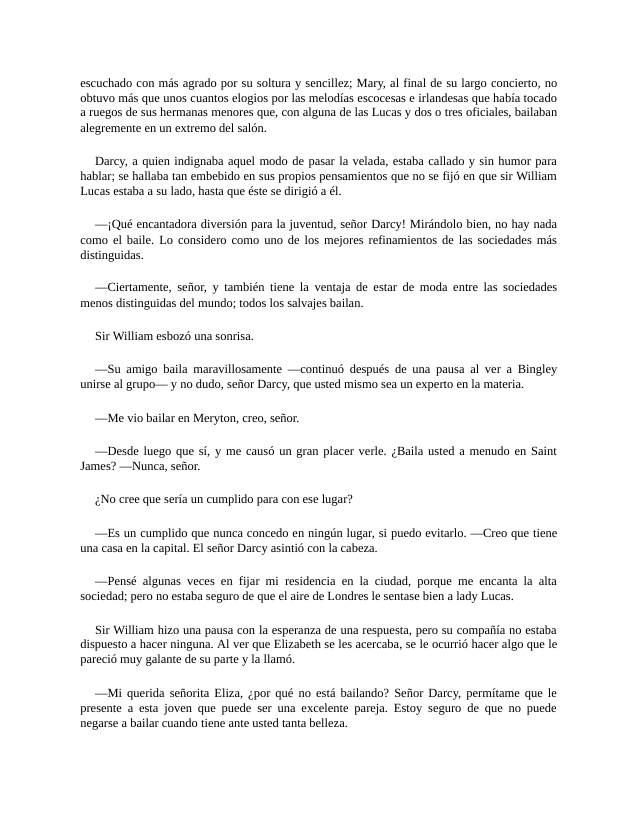 escuchado con más agrado por su soltura y sencillez; Mary, al final de su largo concierto, no
obtuvo más que unos cuantos elogios por las melodías escocesas e irlandesas que había tocado
a ruegos de sus hermanas menores que, con alguna de las Lucas y dos o tres oficiales, bailaban
alegremente en un extremo del salón.
Darcy, a quien indignaba aquel modo de pasar la velada, estaba callado y sin humor para
hablar; se hallaba tan embebido en sus propios pensamientos que no se fijó en que sir William
Lucas estaba a su lado, hasta que éste se dirigió a él.
—¡Qué encantadora diversión para la juventud, señor Darcy! Mirándolo bien, no hay nada
como el baile. Lo considero como uno de los mejores refinamientos de las sociedades más
distinguidas.
—Ciertamente, señor, y también tiene la ventaja de estar de moda entre las sociedades
menos distinguidas del mundo; todos los salvajes bailan.
Sir William esbozó una sonrisa.
—Su amigo baila maravillosamente —continuó después de una pausa al ver a Bingley
unirse al grupo— y no dudo, señor Darcy, que usted mismo sea un experto en la materia.
—Me vio bailar en Meryton, creo, señor.
—Desde luego que sí, y me causó un gran placer verle. ¿Baila usted a menudo en Saint
James? —Nunca, señor.
¿No cree que sería un cumplido para con ese lugar?
—Es un cumplido que nunca concedo en ningún lugar, si puedo evitarlo. —Creo que tiene
una casa en la capital. El señor Darcy asintió con la cabeza.
—Pensé algunas veces en fijar mi residencia en la ciudad, porque me encanta la alta
sociedad; pero no estaba seguro de que el aire de Londres le sentase bien a lady Lucas.
Sir William hizo una pausa con la esperanza de una respuesta, pero su compañía no estaba
dispuesto a hacer ninguna. Al ver que Elizabeth se les acercaba, se le ocurrió hacer algo que le
pareció muy galante de su parte y la llamó.
—Mi querida señorita Eliza, ¿por qué no está bailando? Señor Darcy, permítame que le
presente a esta joven que puede ser una excelente pareja. Estoy seguro de que no puede
negarse a bailar cuando tiene ante usted tanta belleza.